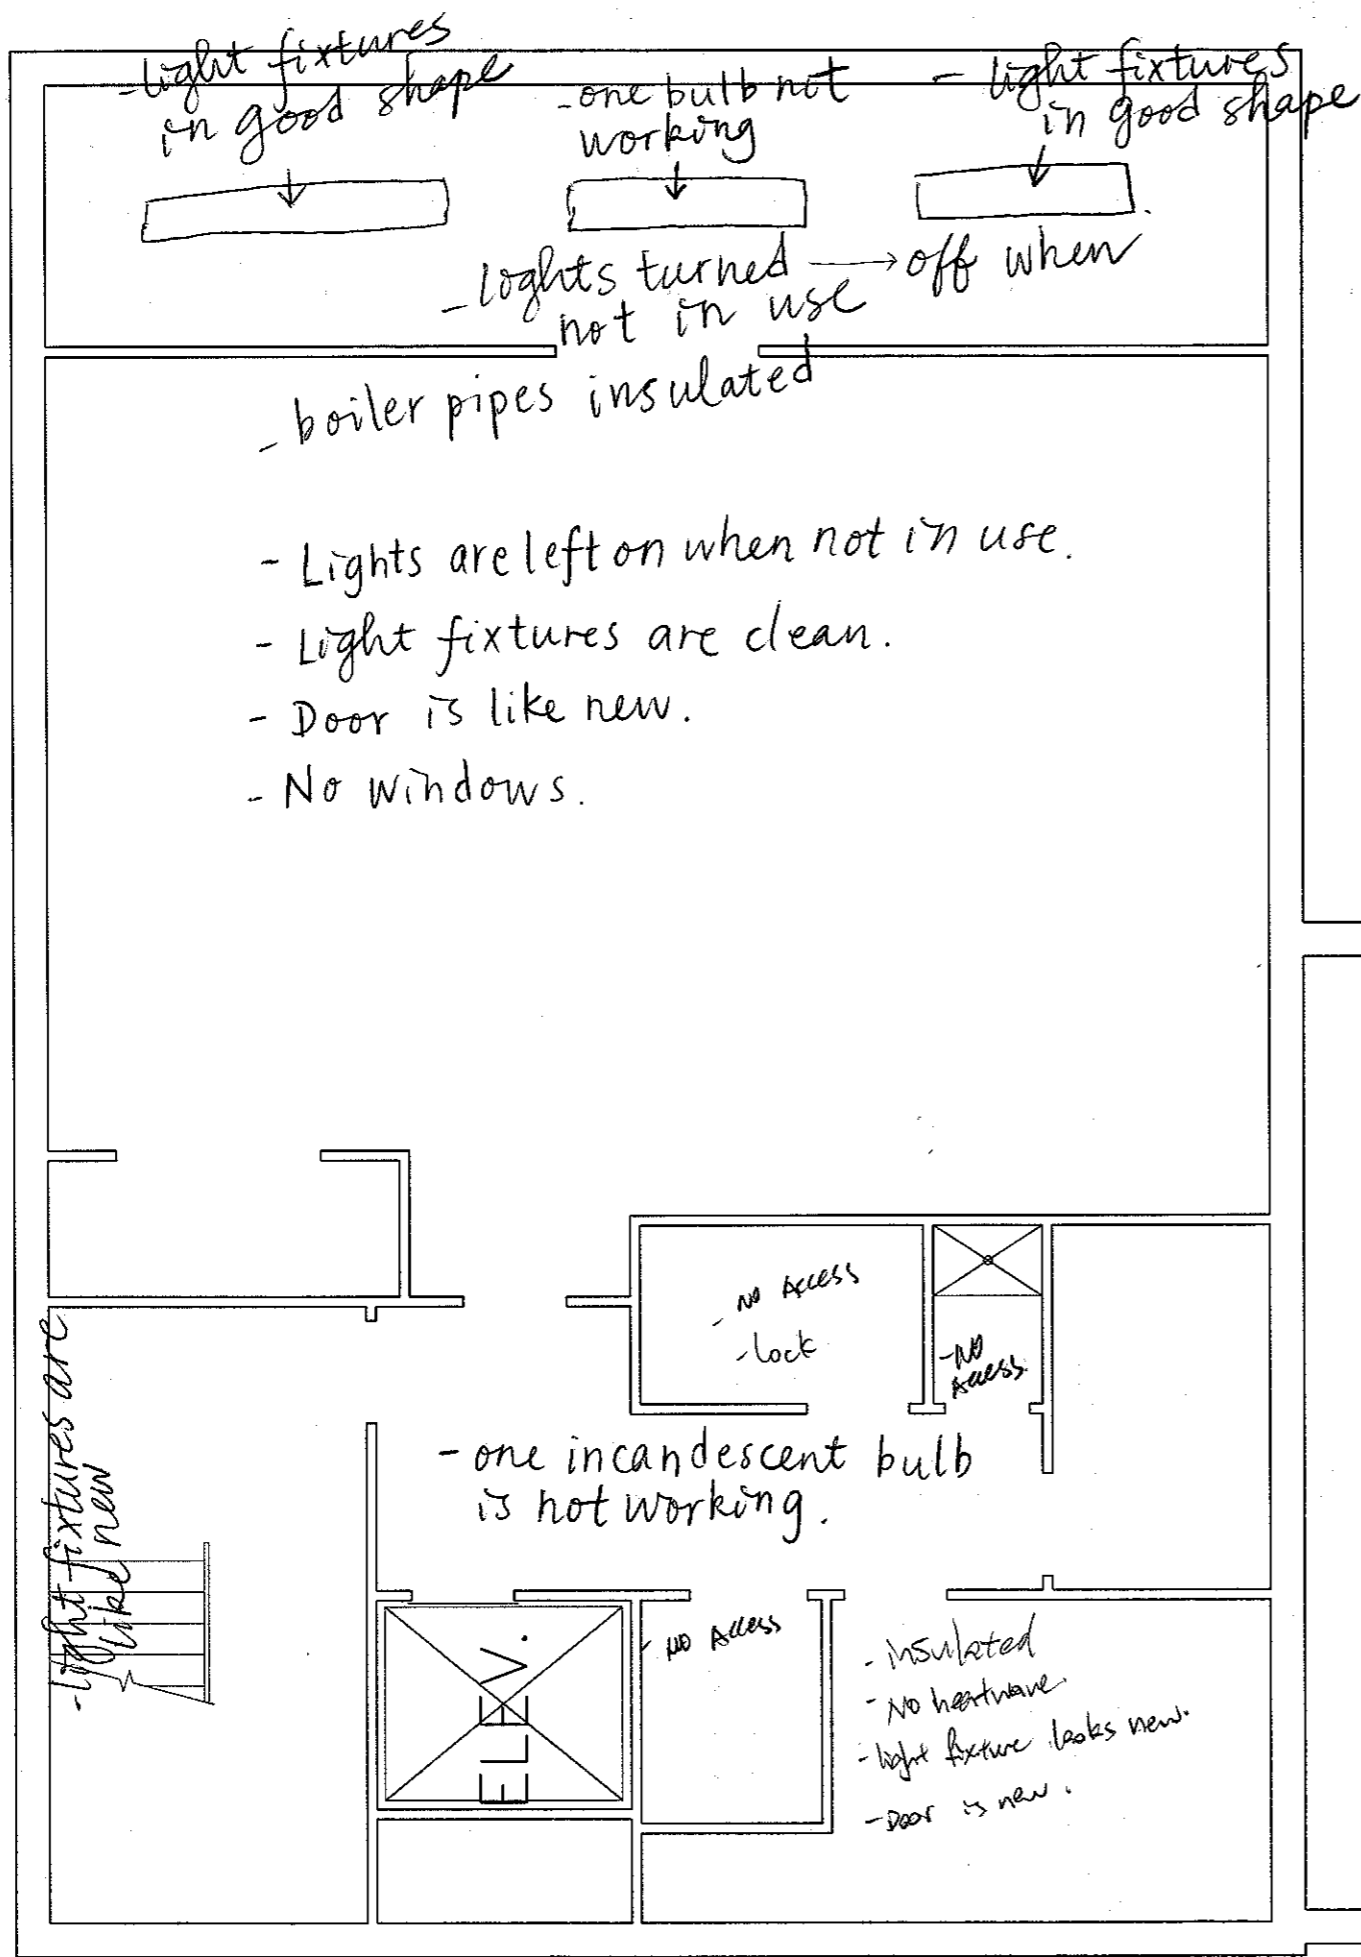 - light fixtures
in good shape
- one bulb not
working
- light fixtures
in good shape
- lights turned → off when
not in use
- boiler pipes insulated
- Lights are left on when not in use.
- Light fixtures are clean.
- Door is like new.
- No windows.
- No Access
- lock
- No
Access
- light fixtures are
like new
- one incandescent bulb
is not working.
ELEV.
- No Access
- insulated
- No
- light fixture looks new.
- Door is new.